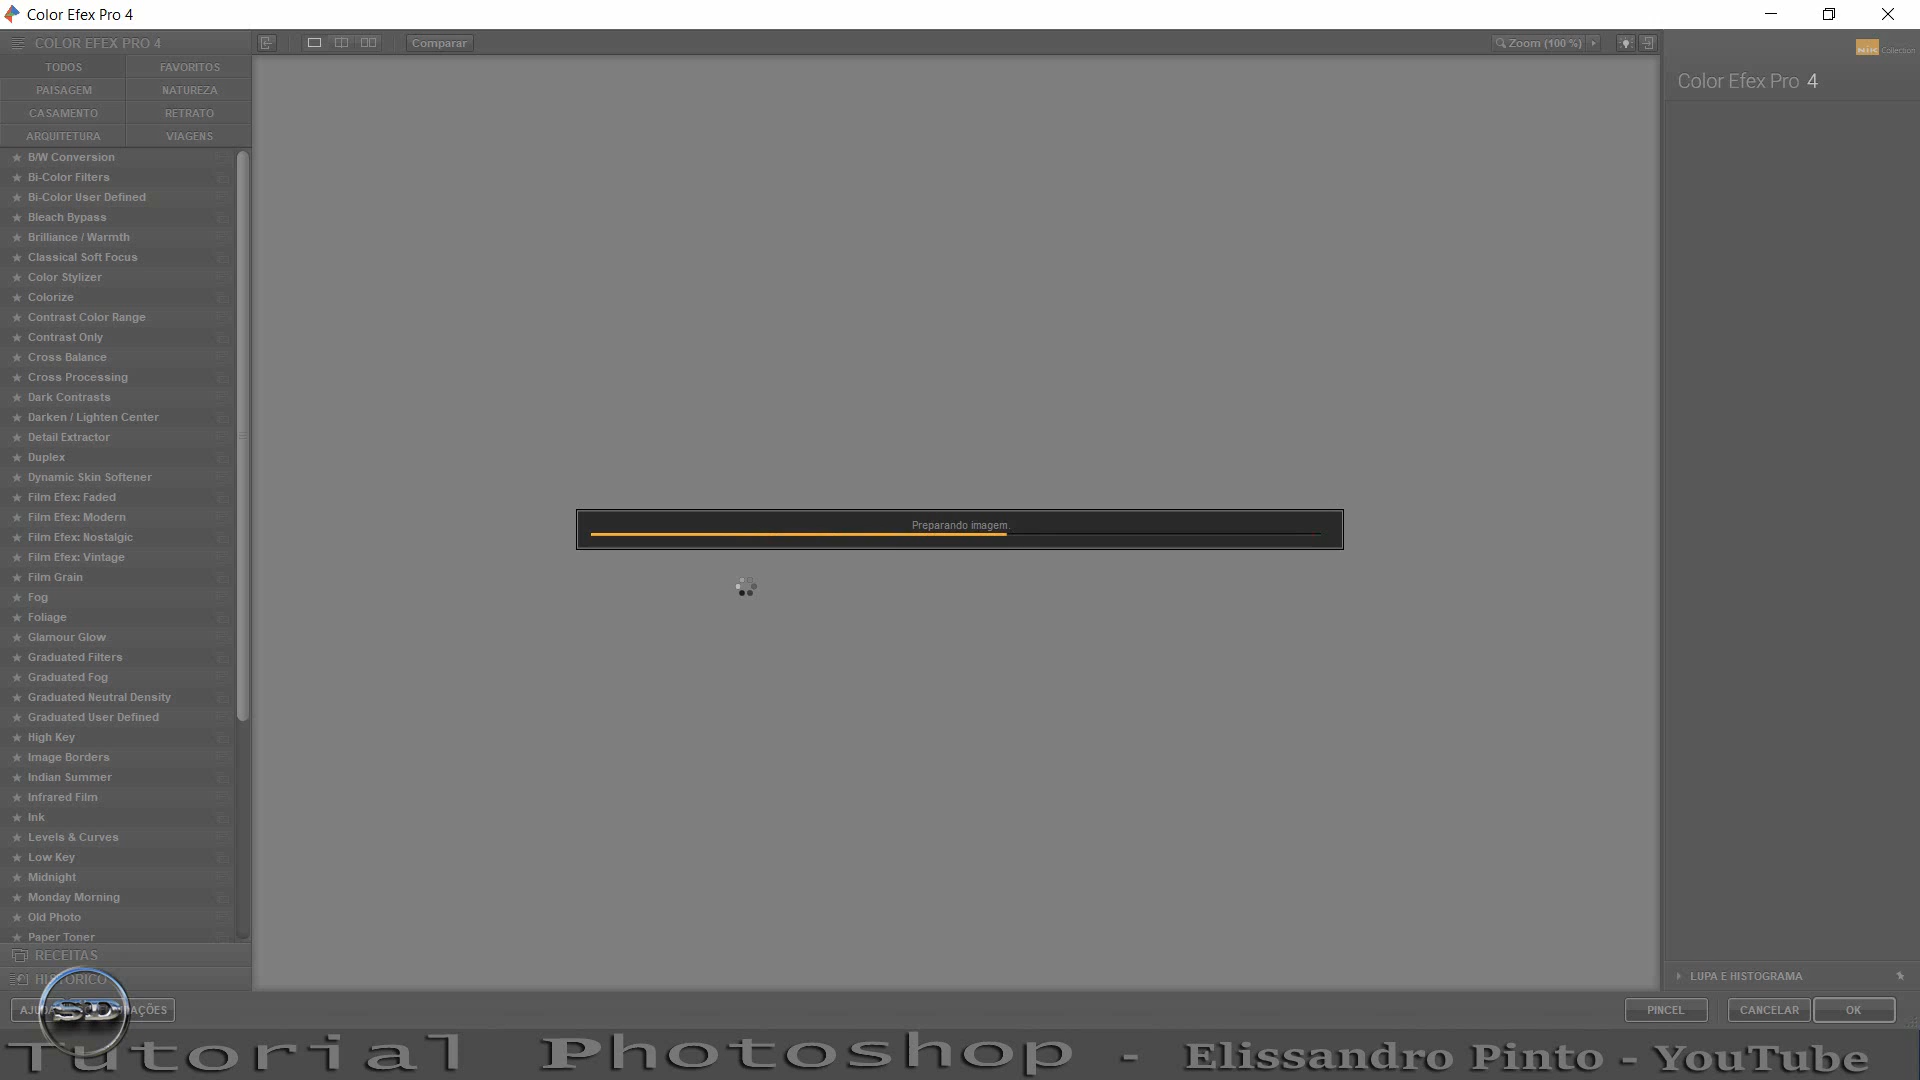 Color Efex Pro 4
COLOR EFEX PRO 4
Comparar
Zoom (100 %)
Nik Collection
Color Efex Pro 4
TODOS
FAVORITOS
PAISAGEM
NATUREZA
CASAMENTO
RETRATO
ARQUITETURA
VIAGENS
B/W Conversion
Bi-Color Filters
Bi-Color User Defined
Bleach Bypass
Brilliance / Warmth
Classical Soft Focus
Color Stylizer
Colorize
Contrast Color Range
Contrast Only
Cross Balance
Cross Processing
Dark Contrasts
Darken / Lighten Center
Detail Extractor
Duplex
Dynamic Skin Softener
Film Efex: Faded
Film Efex: Modern
Film Efex: Nostalgic
Film Efex: Vintage
Film Grain
Fog
Foliage
Glamour Glow
Graduated Filters
Graduated Fog
Graduated Neutral Density
Graduated User Defined
High Key
Image Borders
Indian Summer
Infrared Film
Ink
Levels & Curves
Low Key
Midnight
Monday Morning
Old Photo
Paper Toner
Preparando imagem.
RECEITAS
HISTÓRICO
LUPA E HISTOGRAMA
SD
PINCEL
CANCELAR
OK
Tutorial Photoshop - Elissandro Pinto - YouTube